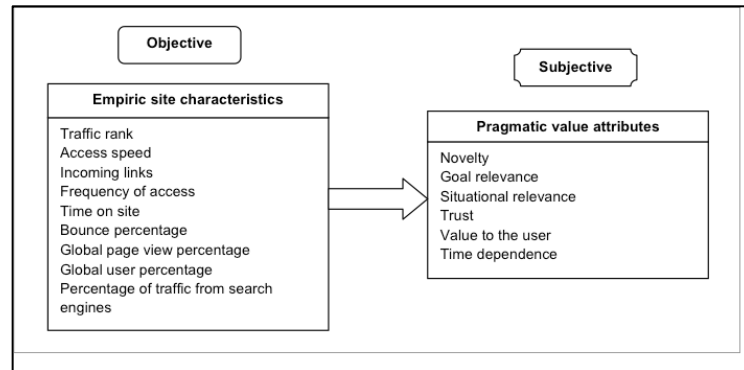 Objective
Empiric site characteristics
Traffic rank
Access speed
Incoming links
Frequency of access
Time on site
Bounce percentage
Global page view percentage
Global user percentage
Percentage of traffic from search
engines
Subjective
Pragmatic value attributes
Novelty
Goal relevance
Situational relevance
Trust
Value to the user
Time dependence